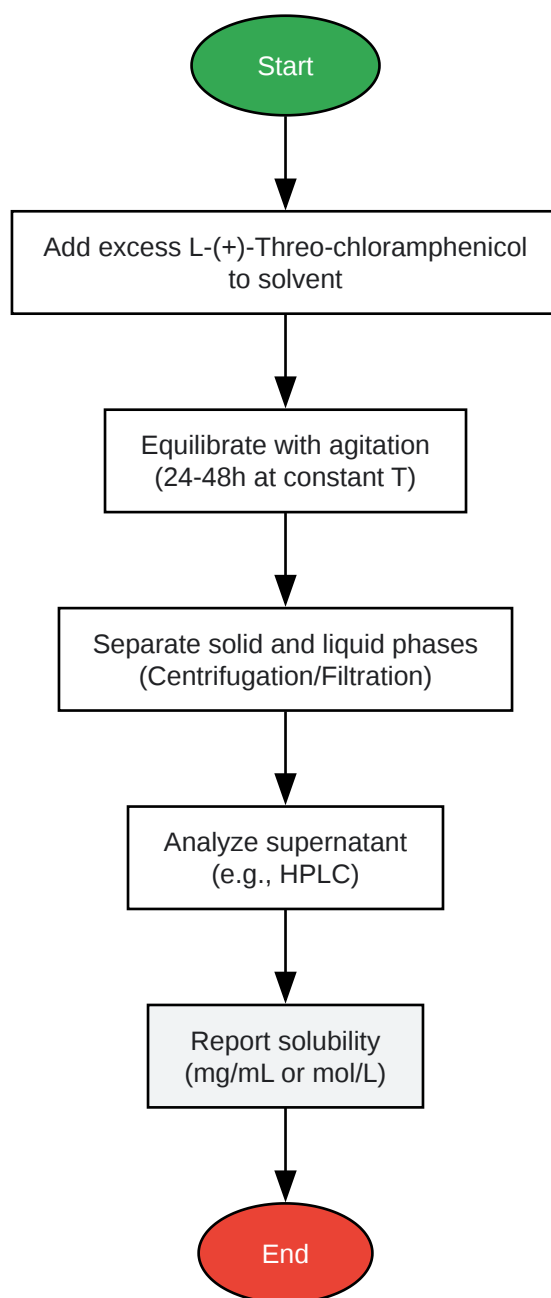 Start
Add excess L-(+)-Threo-chloramphenicol
to solvent
Equilibrate with agitation
(24-48h at constant T)
Separate solid and liquid phases
(Centrifugation/Filtration)
Analyze supernatant
(e.g., HPLC)
Report solubility
(mg/mL or mol/L)
End